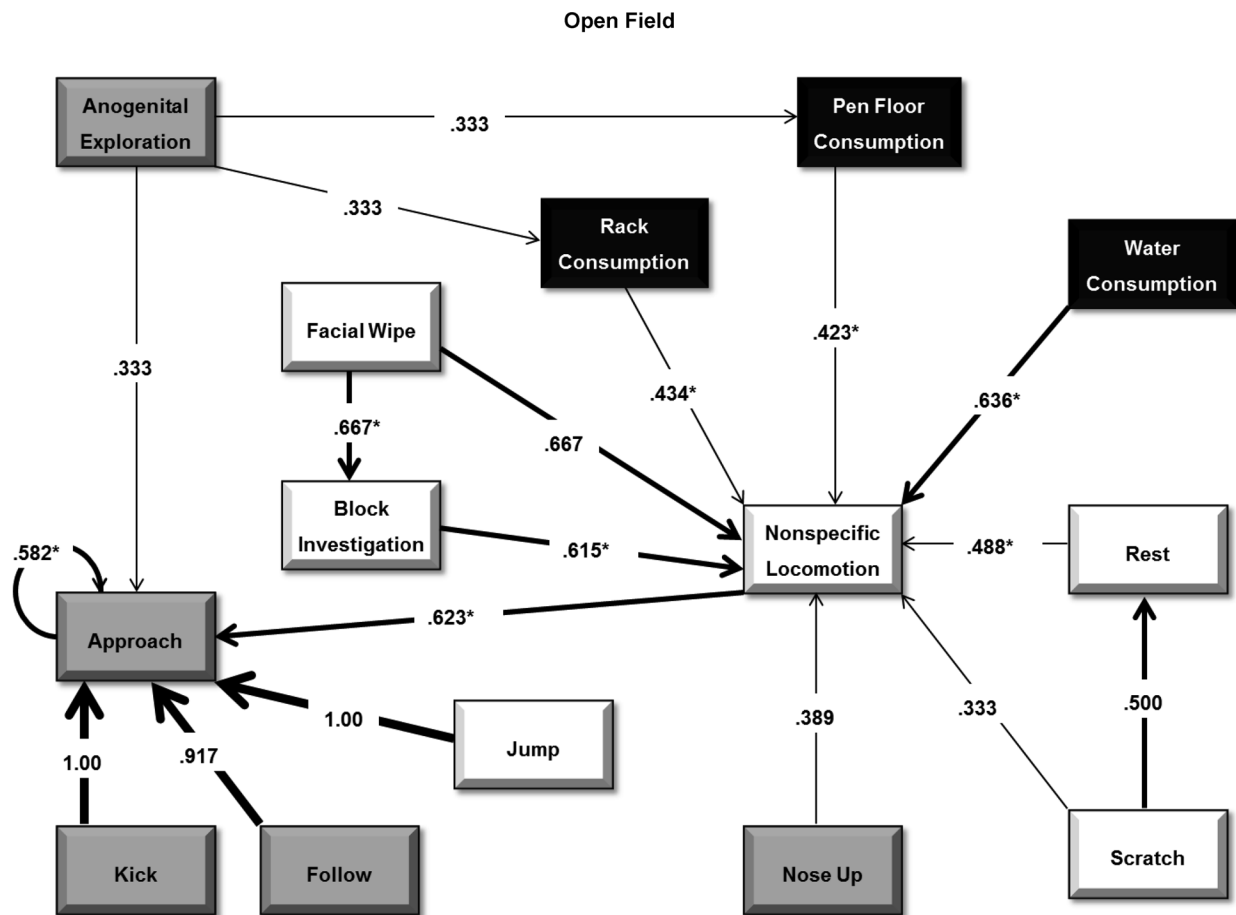 Open Field
Anogenital
Exploration
.333
Pen Floor
Consumption
.333
Rack
Consumption
Water
Consumption
Facial Wipe
.333
.423*
.434*
.636*
.667*
.667
Block
Investigation
.615*
Nonspecific
Locomotion
.488*
Rest
.582*
Approach
.623*
1.00
.917
1.00
Jump
.389
.333
.500
Kick
Follow
Nose Up
Scratch